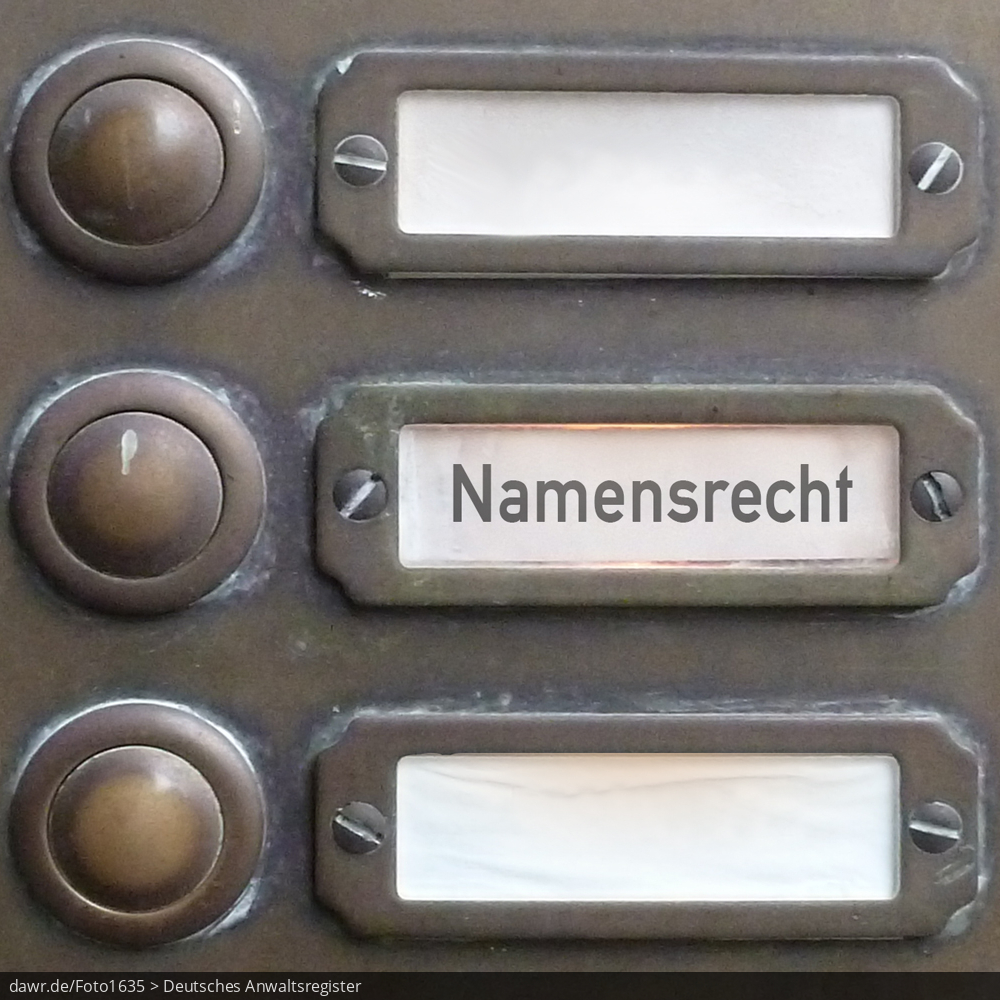 Namensrecht
dawr.de/Foto1635 > Deutsches Anwaltsregister